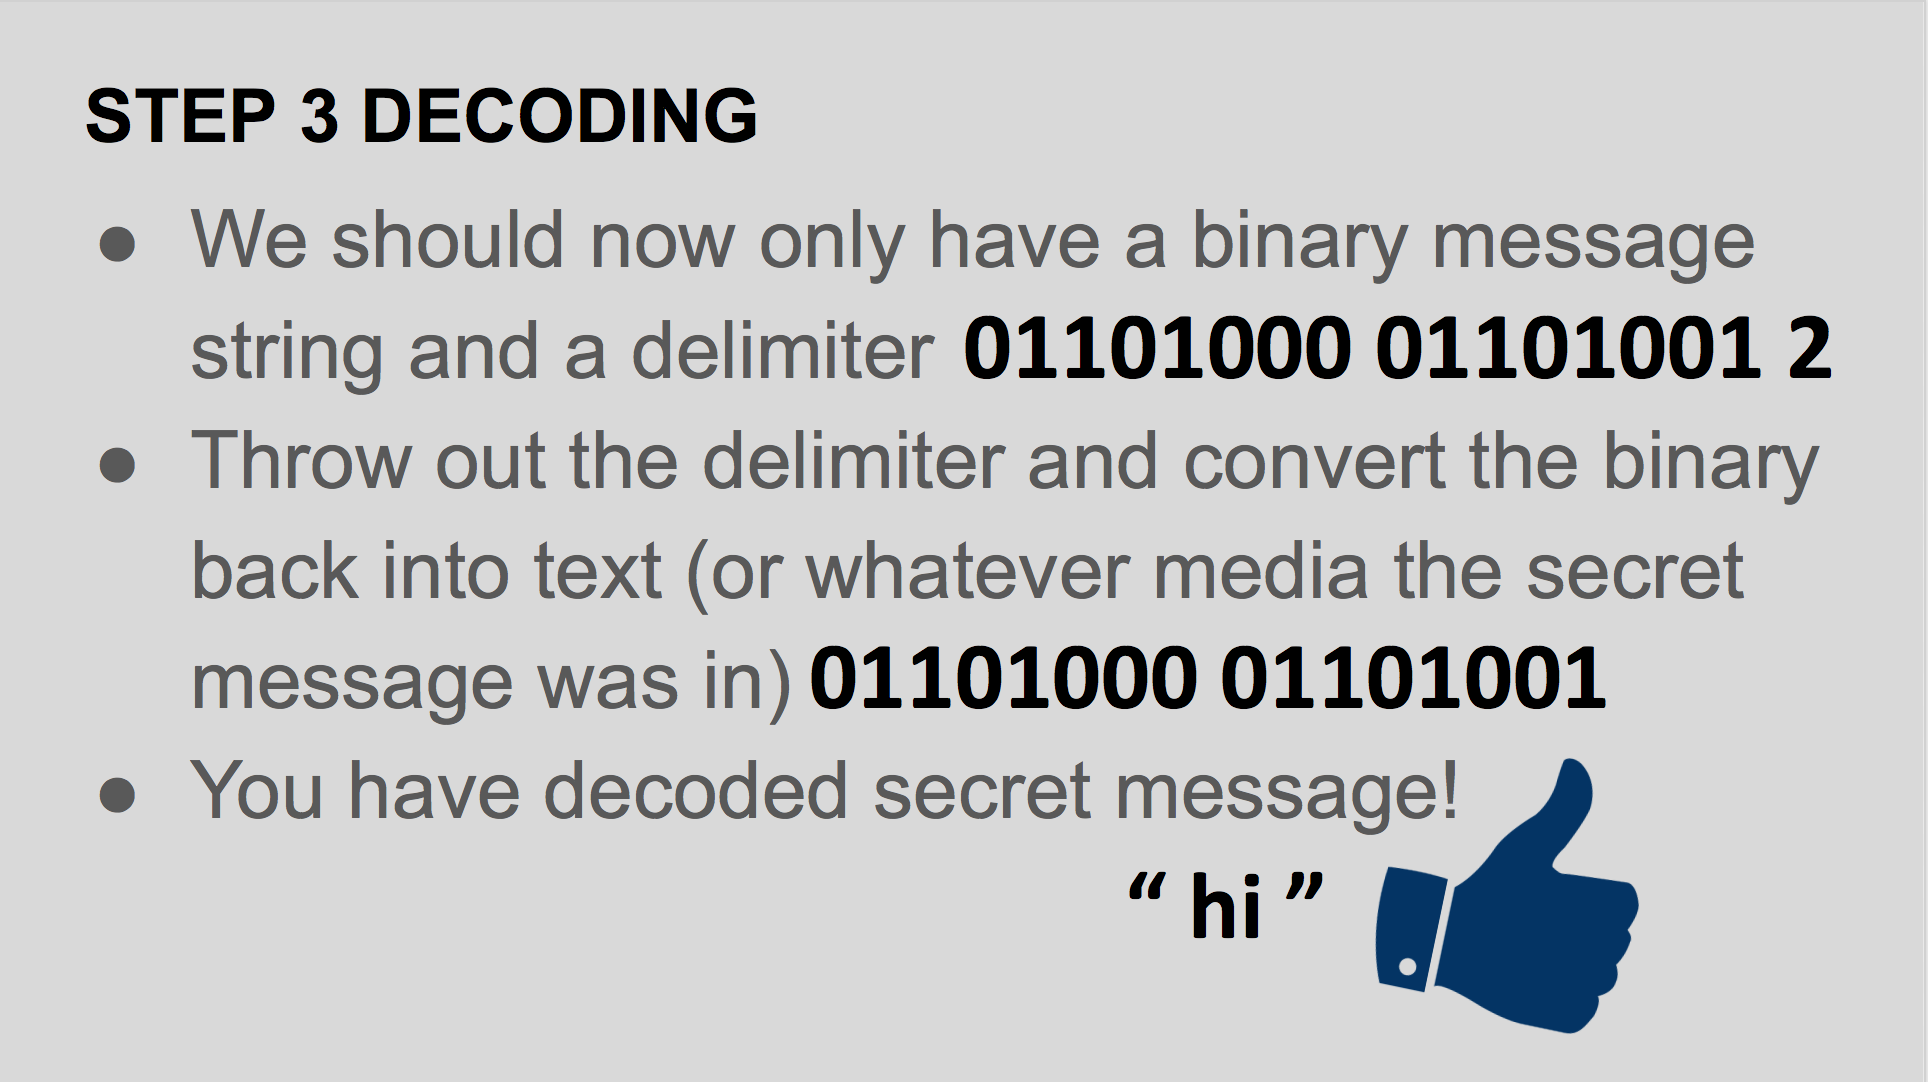 STEP 3 DECODING
● We should now only have a binary message
string and a delimiter 01101000 01101001 2
● Throw out the delimiter and convert the binary
back into text (or whatever media the secret
message was in) 01101000 01101001
● You have decoded secret message!
“ hi ”